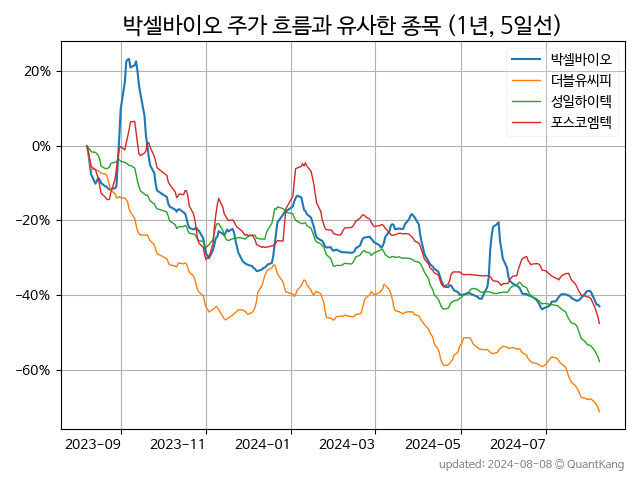 박셀바이오 주가 흐름과 유사한 종목 (1년, 5일선)
박셀바이오
더블유씨피
성일하이텍
포스코엠텍
20%
0%
−20%
−40%
−60%
2023-09 2023-11 2024-01 2024-03 2024-05 2024-07
updated: 2024-08-08 © QuantKang